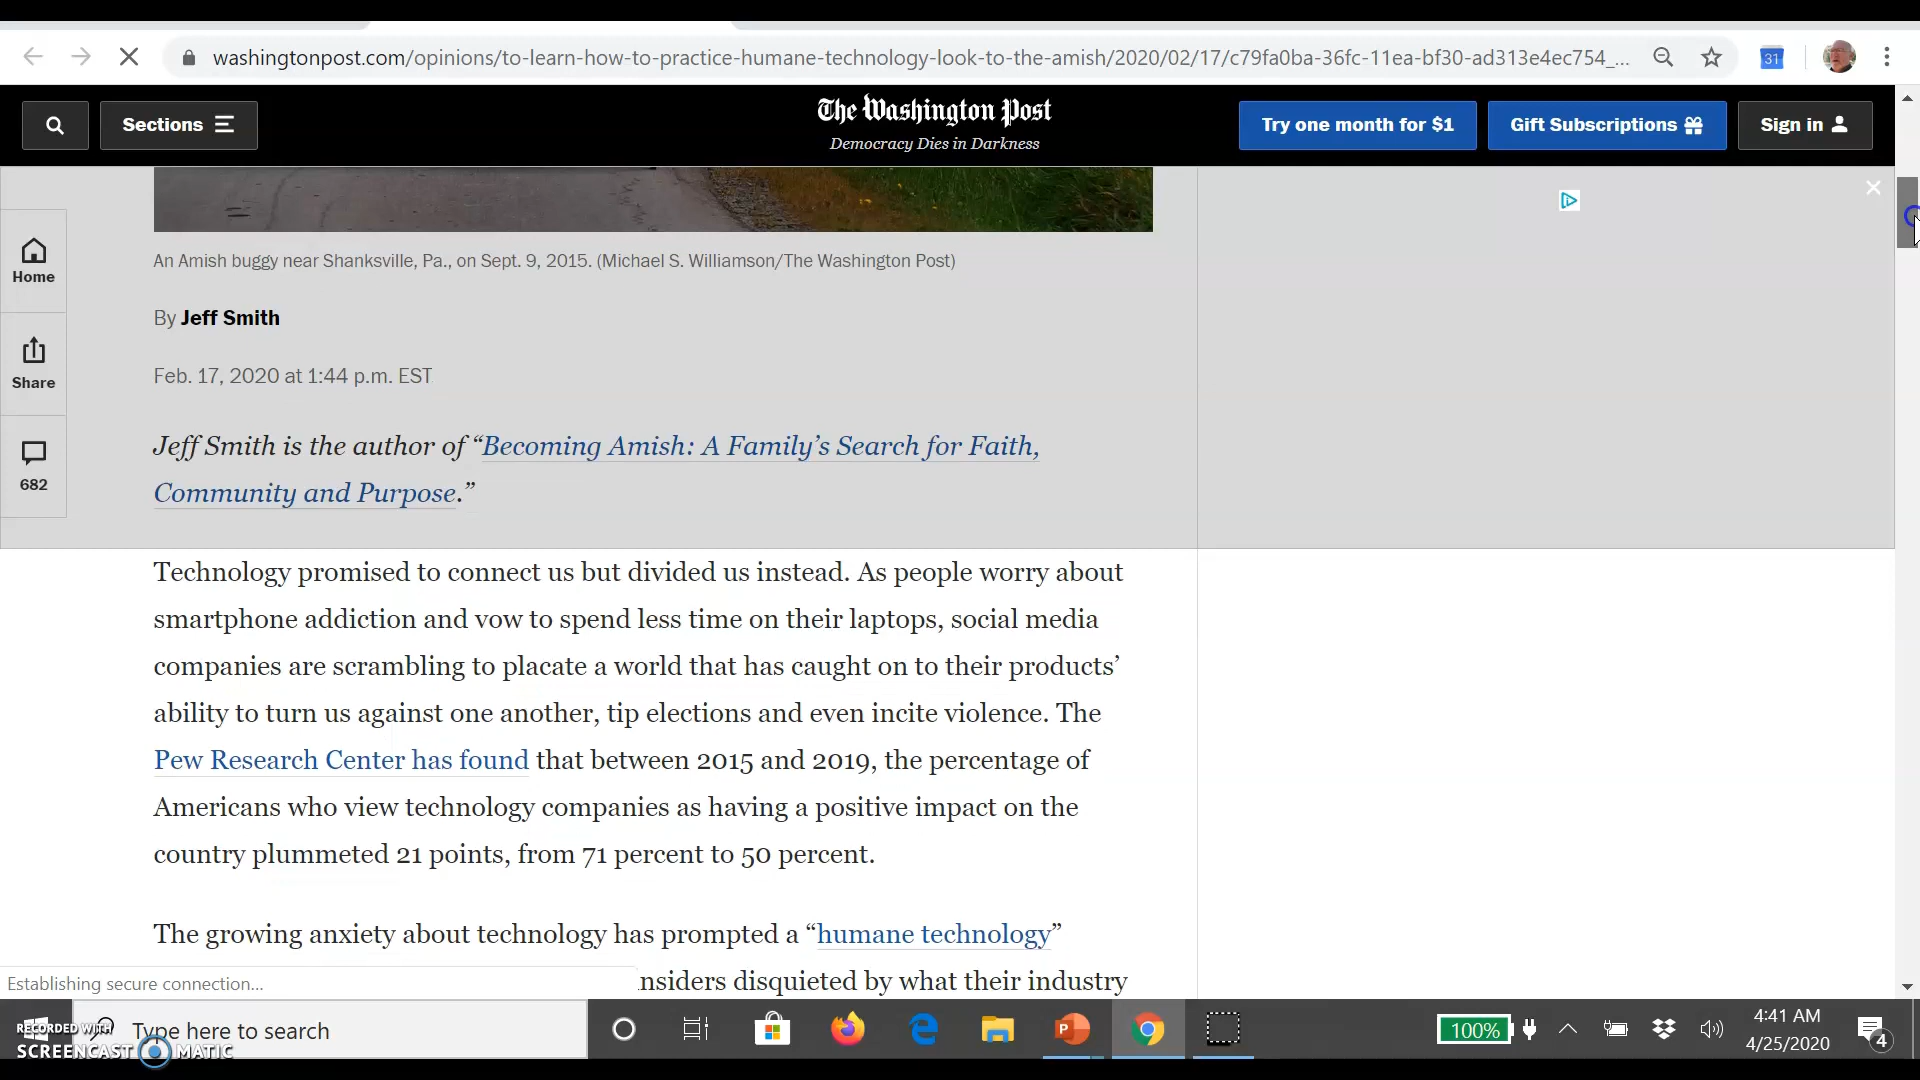 washingtonpost.com/opinions/to-learn-how-to-practice-humane-technology-look-to-the-amish/2020/02/17/c79fa0ba-36fc-11ea-bf30-ad313e4ec754_...
31
Sections
The Washington Post
Democracy Dies in Darkness
Try one month for $1
Gift Subscriptions
Sign in
Home
Share
682
An Amish buggy near Shanksville, Pa., on Sept. 9, 2015. (Michael S. Williamson/The Washington Post)
By Jeff Smith
Feb. 17, 2020 at 1:44 p.m. EST
Jeff Smith is the author of “Becoming Amish: A Family’s Search for Faith,
Community and Purpose.”
Technology promised to connect us but divided us instead. As people worry about
smartphone addiction and vow to spend less time on their laptops, social media
companies are scrambling to placate a world that has caught on to their products’
ability to turn us against one another, tip elections and even incite violence. The
Pew Research Center has found that between 2015 and 2019, the percentage of
Americans who view technology companies as having a positive impact on the
country plummeted 21 points, from 71 percent to 50 percent.
The growing anxiety about technology has prompted a “humane technology”
nsiders disquieted by what their industry
Establishing secure connection...
Type here to search
RECORDED WITH
SCREENCAST MATIC
P
100%
4:41 AM
4/25/2020
4